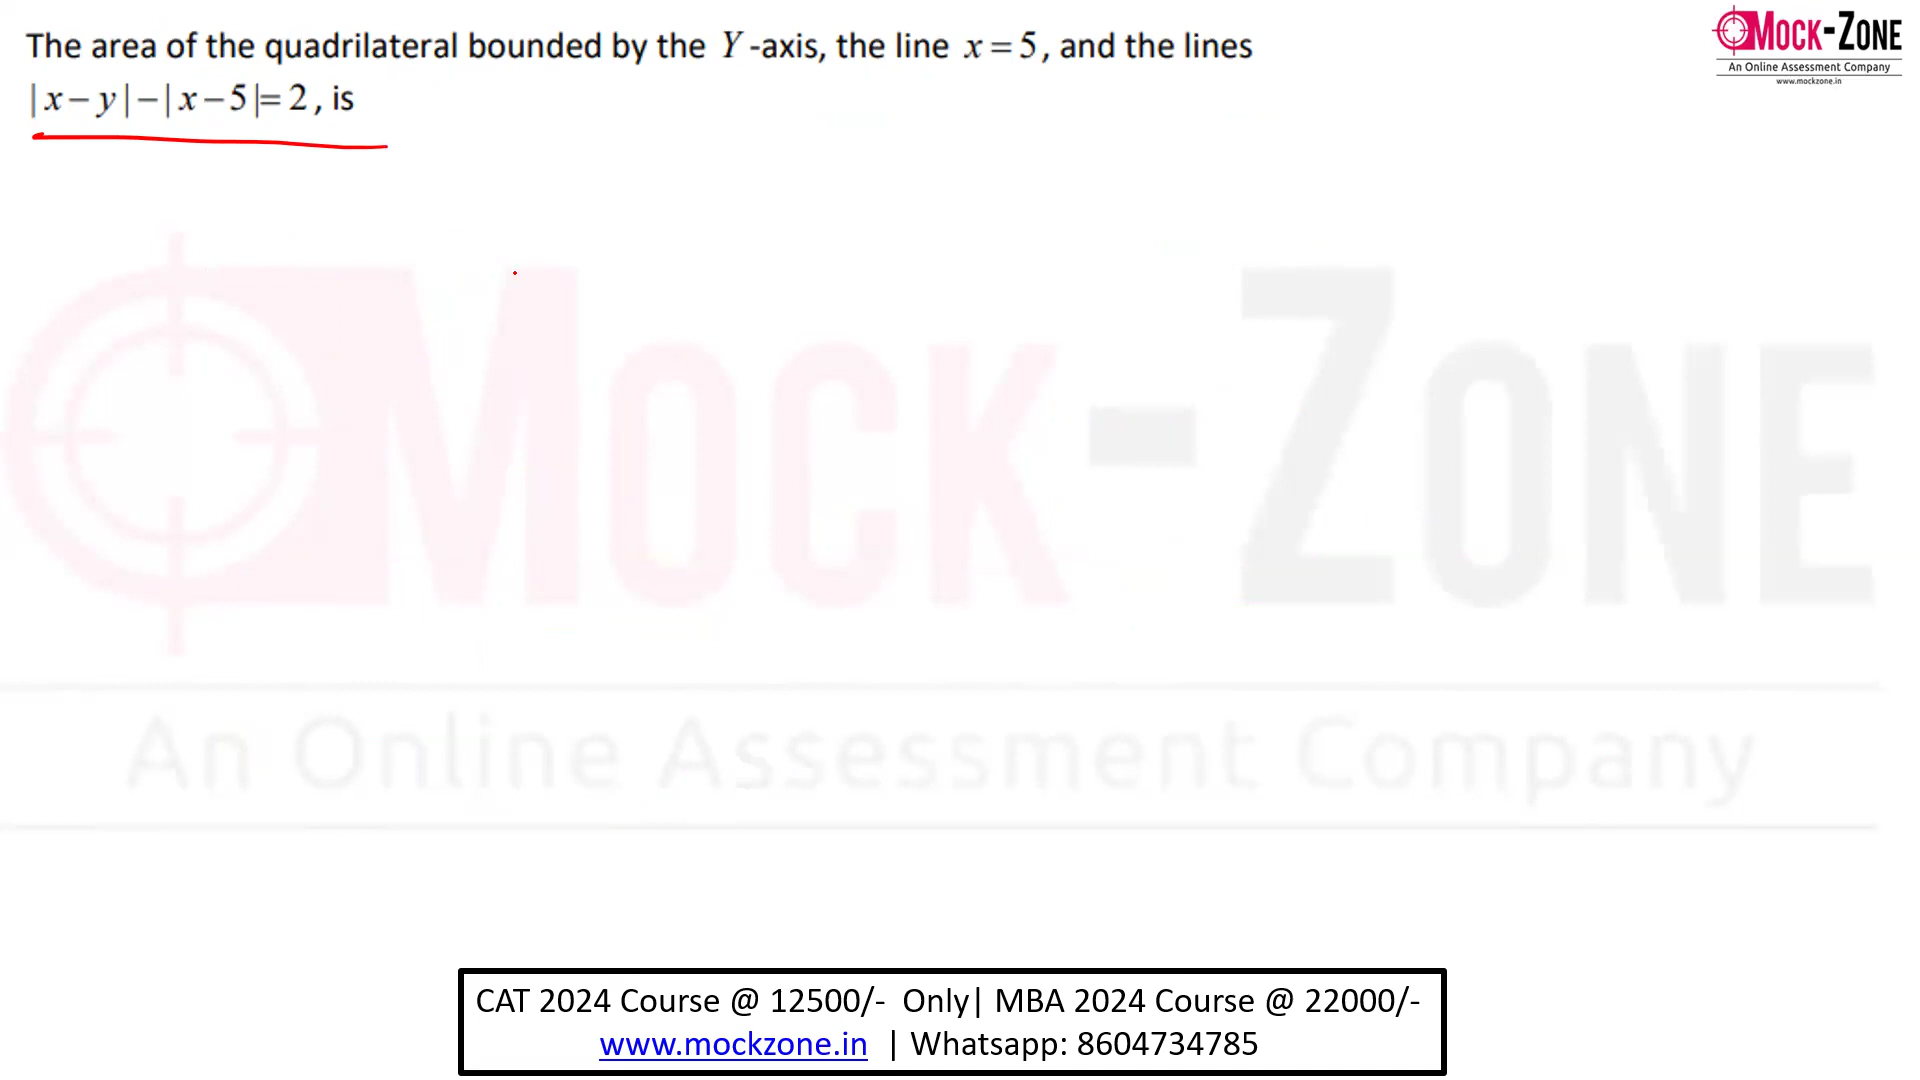 The area of the quadrilateral bounded by the Y-axis, the line x = 5, and the lines
|x − y| − |x − 5| = 2, is
MOCK-ZONE
An Online Assessment Company
www.mockzone.in
MOCK-ZONE
An Online Assessment Company
CAT 2024 Course @ 12500/- Only| MBA 2024 Course @ 22000/-
www.mockzone.in | Whatsapp: 8604734785